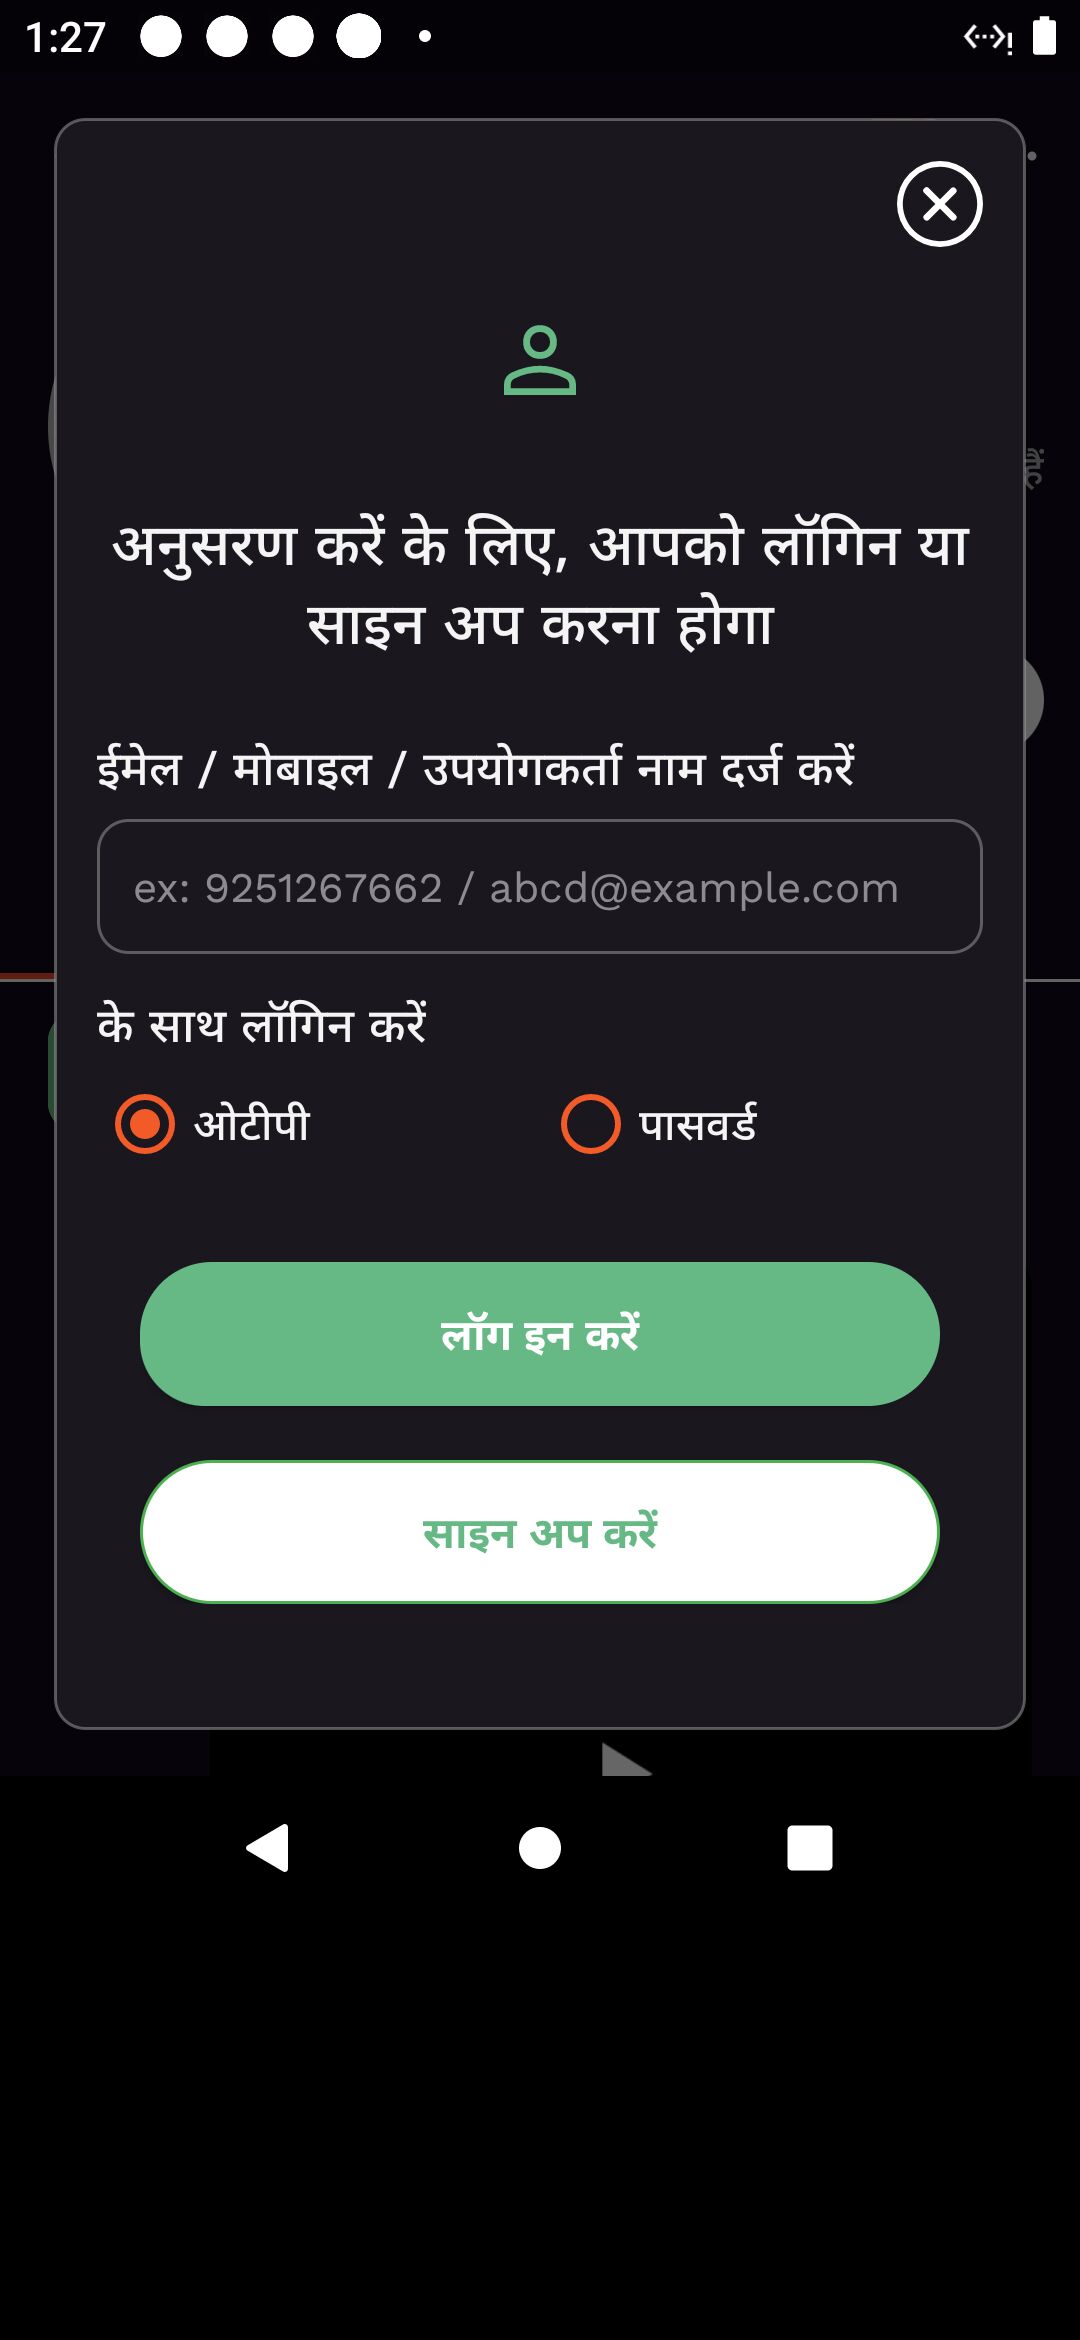 1:27
अनुसरण करें के लिए, आपको लॉगिन या
साइन अप करना होगा
ईमेल / मोबाइल / उपयोगकर्ता नाम दर्ज करें
ex: 9251267662 / abcd@example.com
के साथ लॉगिन करें
ओटीपी
पासवर्ड
लॉग इन करें
साइन अप करें